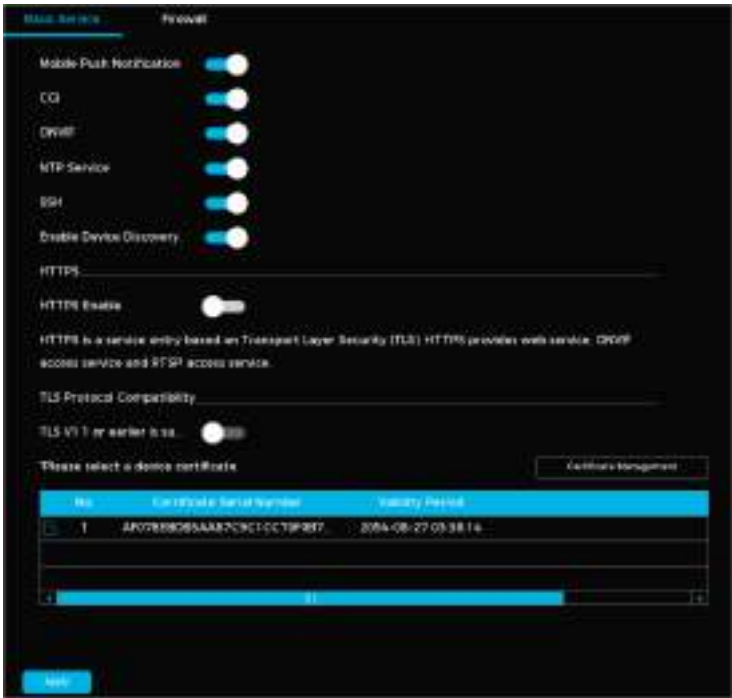 Basic Service Firewall
Mobile Push Notification
CGI
ONVIF
NTP Service
SSH
Enable Device Discovery
HTTPS
HTTPS Enable
HTTPS is a service entry based on Transport Layer Security (TLS) HTTPS provides web service, ONVIF
access service and RTSP access service.
TLS Protocol Compatibility
TLS V1.1 or earlier is su...
*Please select a device certificate
Certificate Management
No. Certificate Serial Number Validity Period
1 2054-08-27 03:38:14
Apply